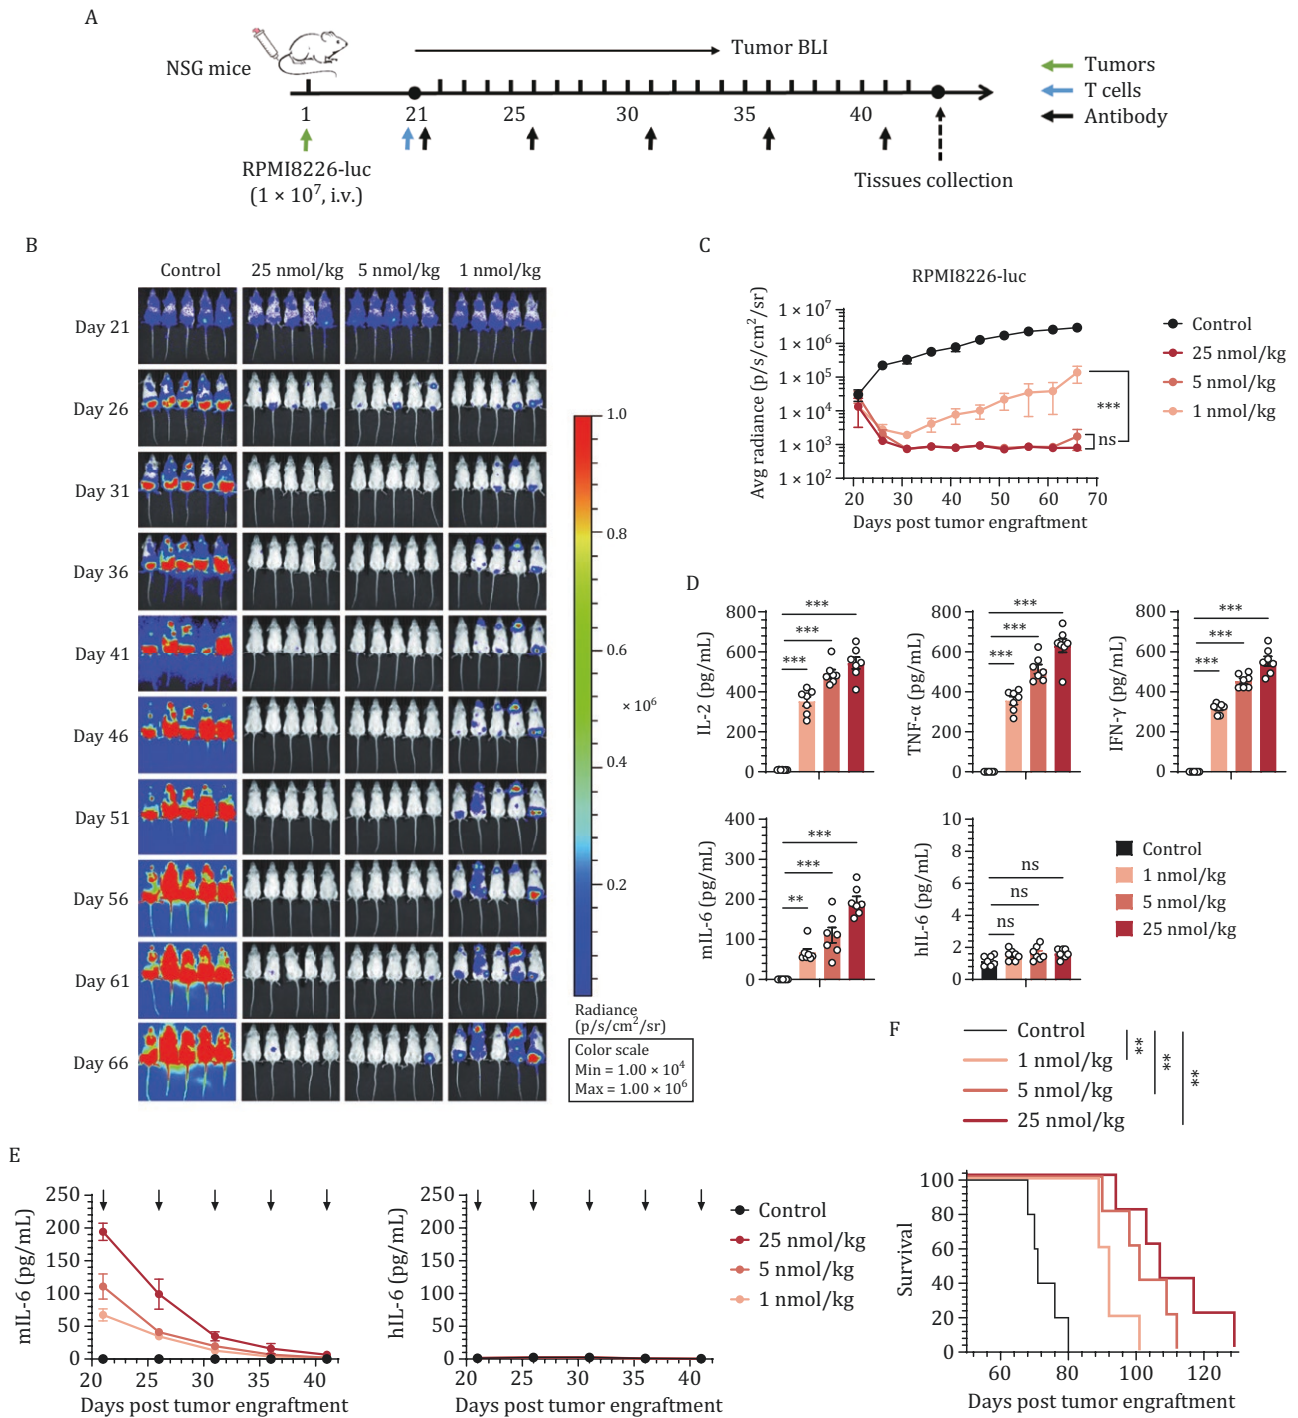 A
NSG mice
Tumor BLI
1
21
26
30
35
40
RPMI8226-luc
(1 × 10⁷, i.v.)
Tissues collection
Tumors
T cells
Antibody
B
Control
25 nmol/kg
5 nmol/kg
1 nmol/kg
Day 21
Day 26
Day 31
Day 36
Day 41
Day 46
Day 51
Day 56
Day 61
Day 66
1.0
0.8
0.6
× 10⁶
0.4
0.2
Radiance
(p/s/cm²/sr)
Color scale
Min = 1.00 × 10⁴
Max = 1.00 × 10⁶
C
RPMI8226-luc
Avg radiance (p/s/cm²/sr)
1 × 10⁷
1 × 10⁶
1 × 10⁵
1 × 10⁴
1 × 10³
1 × 10²
20 30 40 50 60 70
Days post tumor engraftment
***
ns
Control
25 nmol/kg
5 nmol/kg
1 nmol/kg
D
IL-2 (pg/mL)
800
600
400
200
0
***
***
***
TNF-α (pg/mL)
800
600
400
200
0
***
***
***
IFN-γ (pg/mL)
800
600
400
200
0
***
***
***
mIL-6 (pg/mL)
400
300
200
100
0
***
***
**
hIL-6 (pg/mL)
10
8
6
4
2
0
ns
ns
ns
Control
1 nmol/kg
5 nmol/kg
25 nmol/kg
E
mIL-6 (pg/mL)
250
200
150
100
50
0
20 25 30 35 40
Days post tumor engraftment
hIL-6 (pg/mL)
250
200
150
100
50
0
20 25 30 35 40
Days post tumor engraftment
Control
25 nmol/kg
5 nmol/kg
1 nmol/kg
F
Control
1 nmol/kg
5 nmol/kg
25 nmol/kg
**
**
**
Survival
100
80
60
40
20
0
60 80 100 120
Days post tumor engraftment